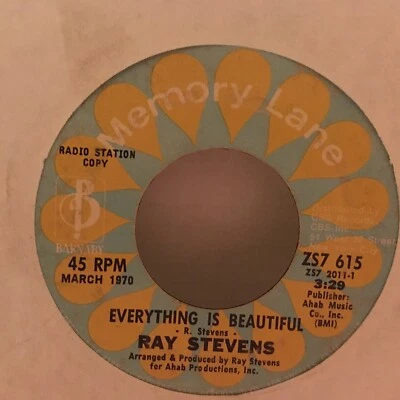 Memory Lane
RADIO STATION
COPY
B
BARNABY
45 RPM
MARCH 1970
ZS7 615
ZS7 2011-1
3:29
Publisher:
Ahab Music
Co., Inc.
(BMI)
EVERYTHING IS BEAUTIFUL
- R. Stevens -
RAY STEVENS
Arranged & Produced by Ray Stevens
for Ahab Productions, Inc.